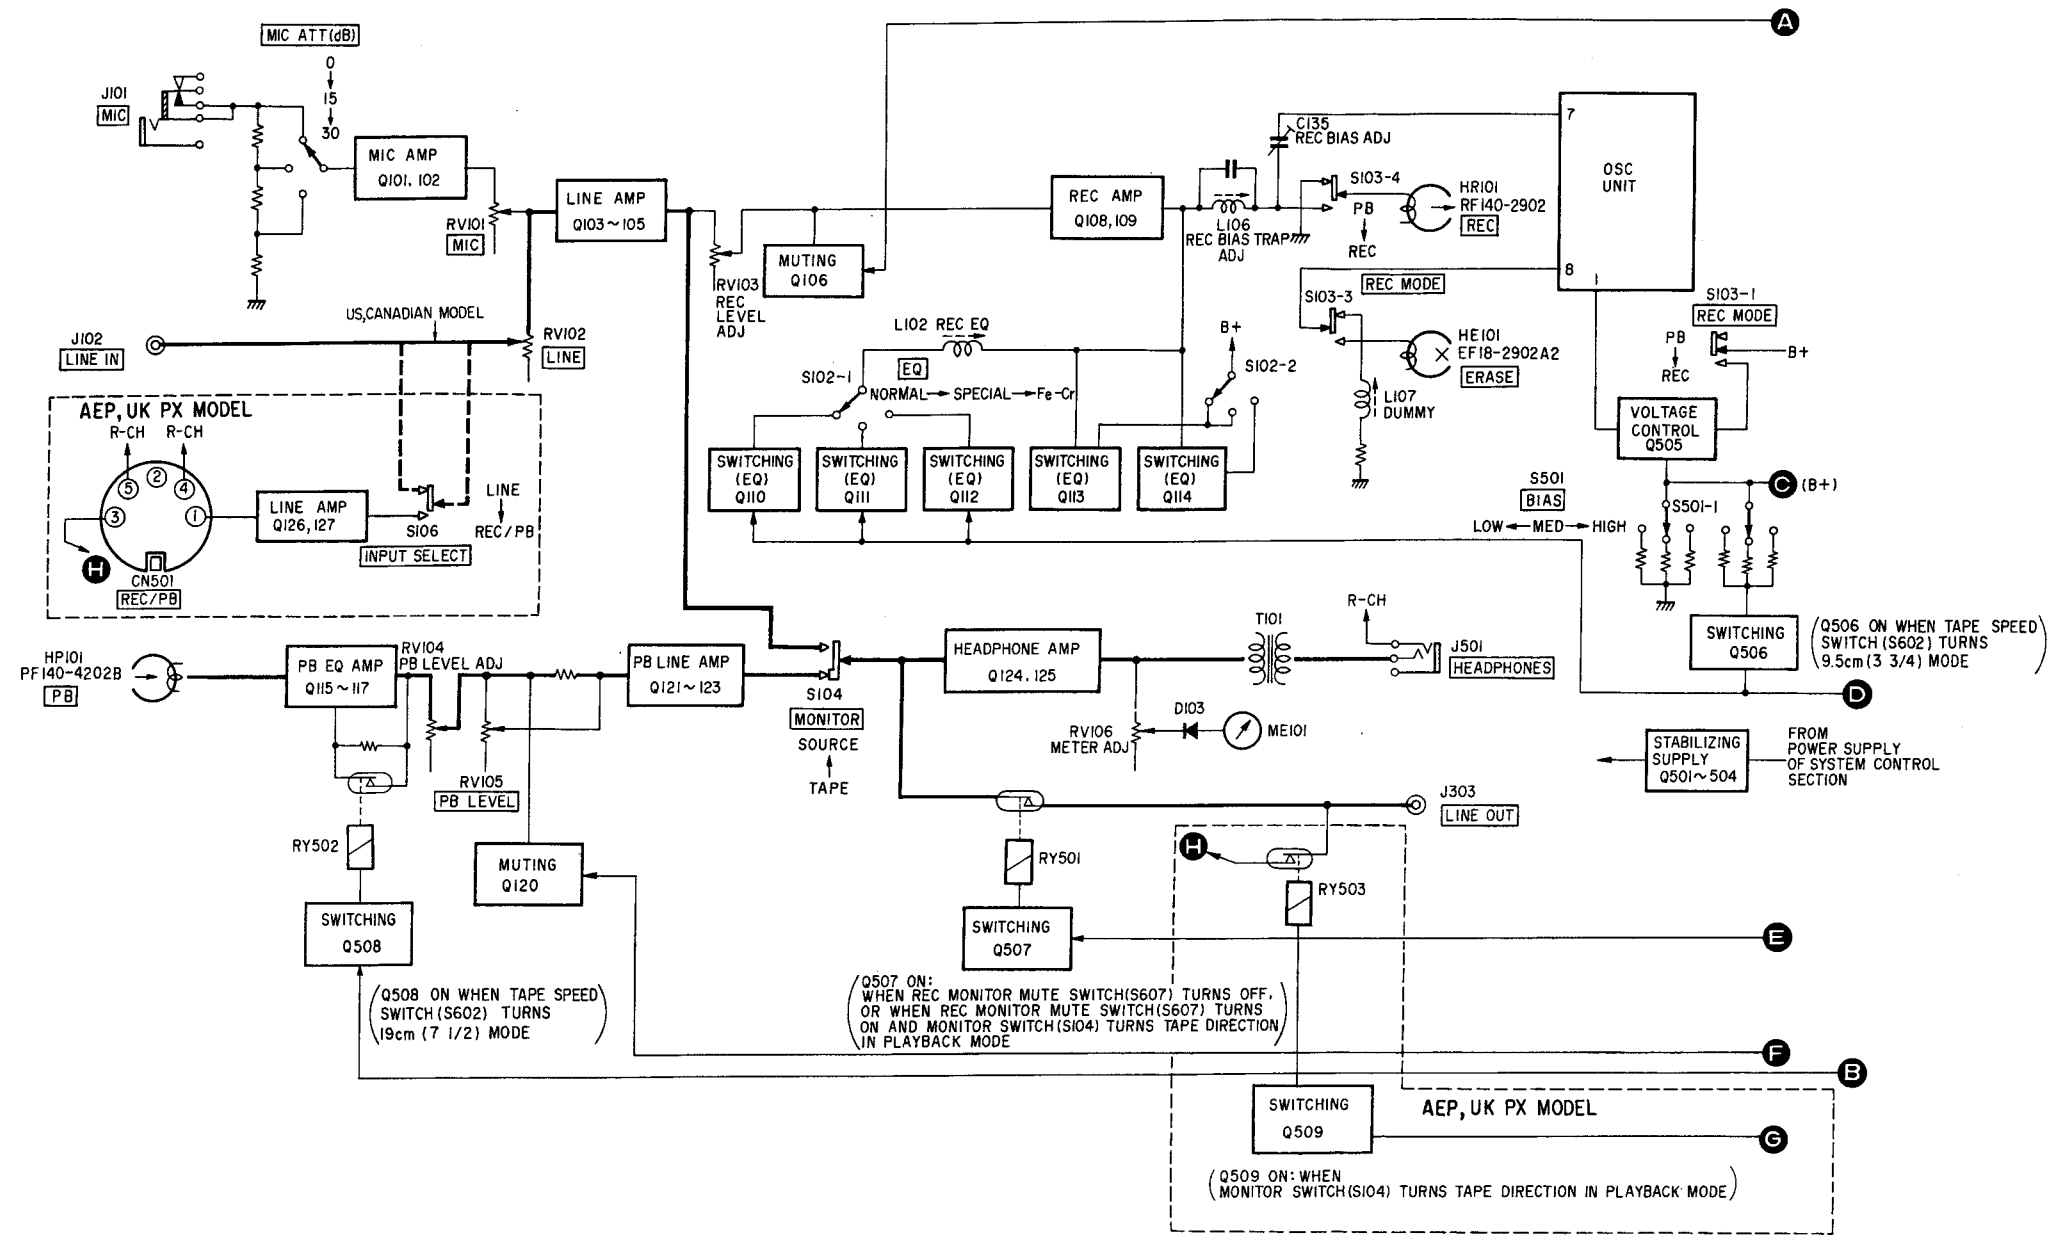 A
MIC ATT(dB)
0
15
30
J101
MIC
MIC AMP
Q101, 102
RV101
MIC
LINE AMP
Q103~105
RV103
REC
LEVEL
ADJ
MUTING
Q106
REC AMP
Q108,109
L106
REC BIAS TRAP
ADJ
C135
REC BIAS ADJ
S103-4
PB
REC
HR101
RF140-2902
REC
7
OSC
UNIT
8
1
REC MODE
S103-3
HE101
EF18-2902A2
ERASE
L107
DUMMY
S103-1
REC MODE
PB
REC
B+
VOLTAGE
CONTROL
Q505
C (B+)
S501
BIAS
S501-1
LOW MED HIGH
US,CANADIAN MODEL
J102
LINE IN
RV102
LINE
L102 REC EQ
EQ
S102-1
NORMAL SPECIAL Fe-Cr
B+
S102-2
SWITCHING
(EQ)
Q110
SWITCHING
(EQ)
Q111
SWITCHING
(EQ)
Q112
SWITCHING
(EQ)
Q113
SWITCHING
(EQ)
Q114
AEP, UK PX MODEL
R-CH R-CH
5
2
4
3
1
H
CN501
REC/PB
LINE AMP
Q126,127
S106
INPUT SELECT
LINE
REC/PB
SWITCHING
Q506
(Q506 ON WHEN TAPE SPEED
SWITCH (S602) TURNS
9.5cm (3 3/4) MODE)
D
HP101
PF140-4202B
PB
PB EQ AMP
Q115~117
RV104
PB LEVEL ADJ
RV105
PB LEVEL
PB LINE AMP
Q121~123
S104
MONITOR
SOURCE
TAPE
HEADPHONE AMP
Q124, 125
T101
R-CH
J501
HEADPHONES
RV106
METER ADJ
D103
ME101
STABILIZING
SUPPLY
Q501~504
FROM
POWER SUPPLY
OF SYSTEM CONTROL
SECTION
J303
LINE OUT
RY502
SWITCHING
Q508
(Q508 ON WHEN TAPE SPEED
SWITCH (S602) TURNS
19cm (7 1/2) MODE)
MUTING
Q120
RY501
SWITCHING
Q507
(Q507 ON:
WHEN REC MONITOR MUTE SWITCH(S607) TURNS OFF,
OR WHEN REC MONITOR MUTE SWITCH(S607) TURNS
ON AND MONITOR SWITCH(S104) TURNS TAPE DIRECTION
IN PLAYBACK MODE)
H
RY503
E
F
B
AEP, UK PX MODEL
SWITCHING
Q509
G
(Q509 ON: WHEN
MONITOR SWITCH(S104) TURNS TAPE DIRECTION IN PLAYBACK MODE)